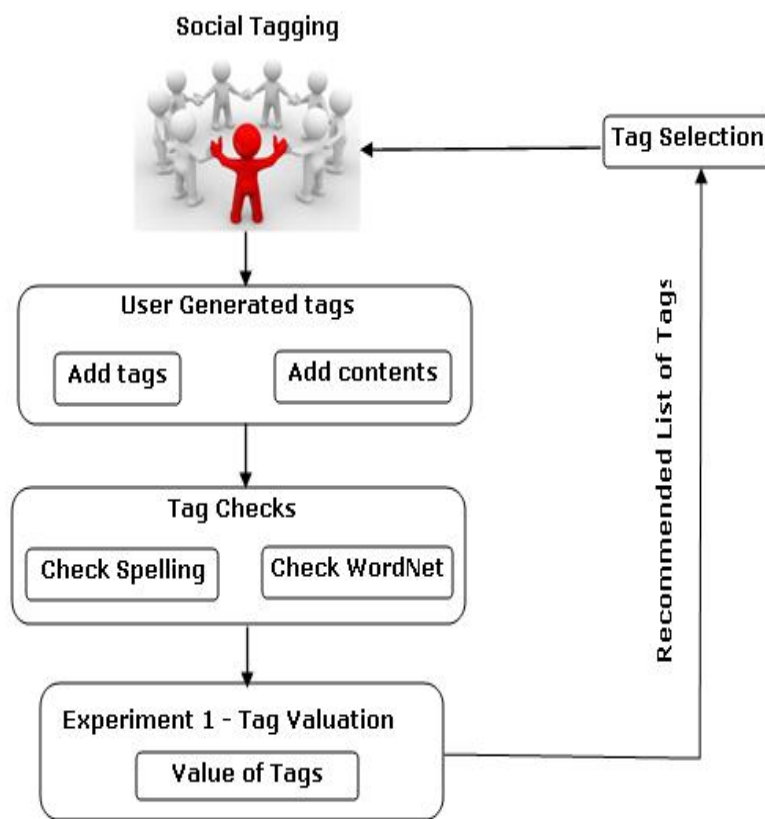 Social Tagging
Tag Selection
User Generated tags
Add tags
Add contents
Tag Checks
Check Spelling
Check WordNet
Recommended List of Tags
Experiment 1 - Tag Valuation
Value of Tags